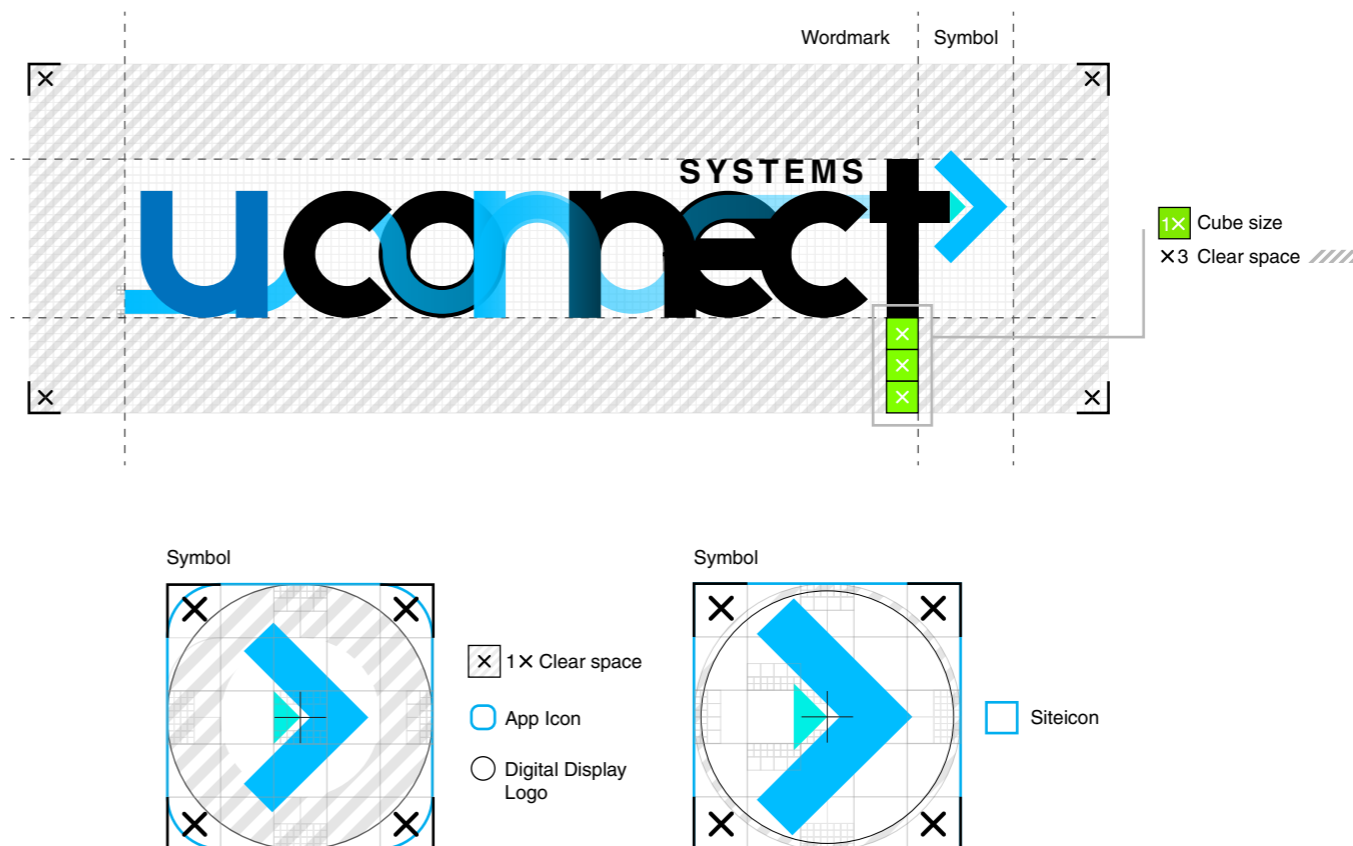 Wordmark Symbol
× ×
SYSTEMS
uconnect
1× Cube size
×3 Clear space
×
×
× × ×
Symbol Symbol
× × × ×
× 1× Clear space
App Icon Siteicon
Digital Display
Logo
× × × ×